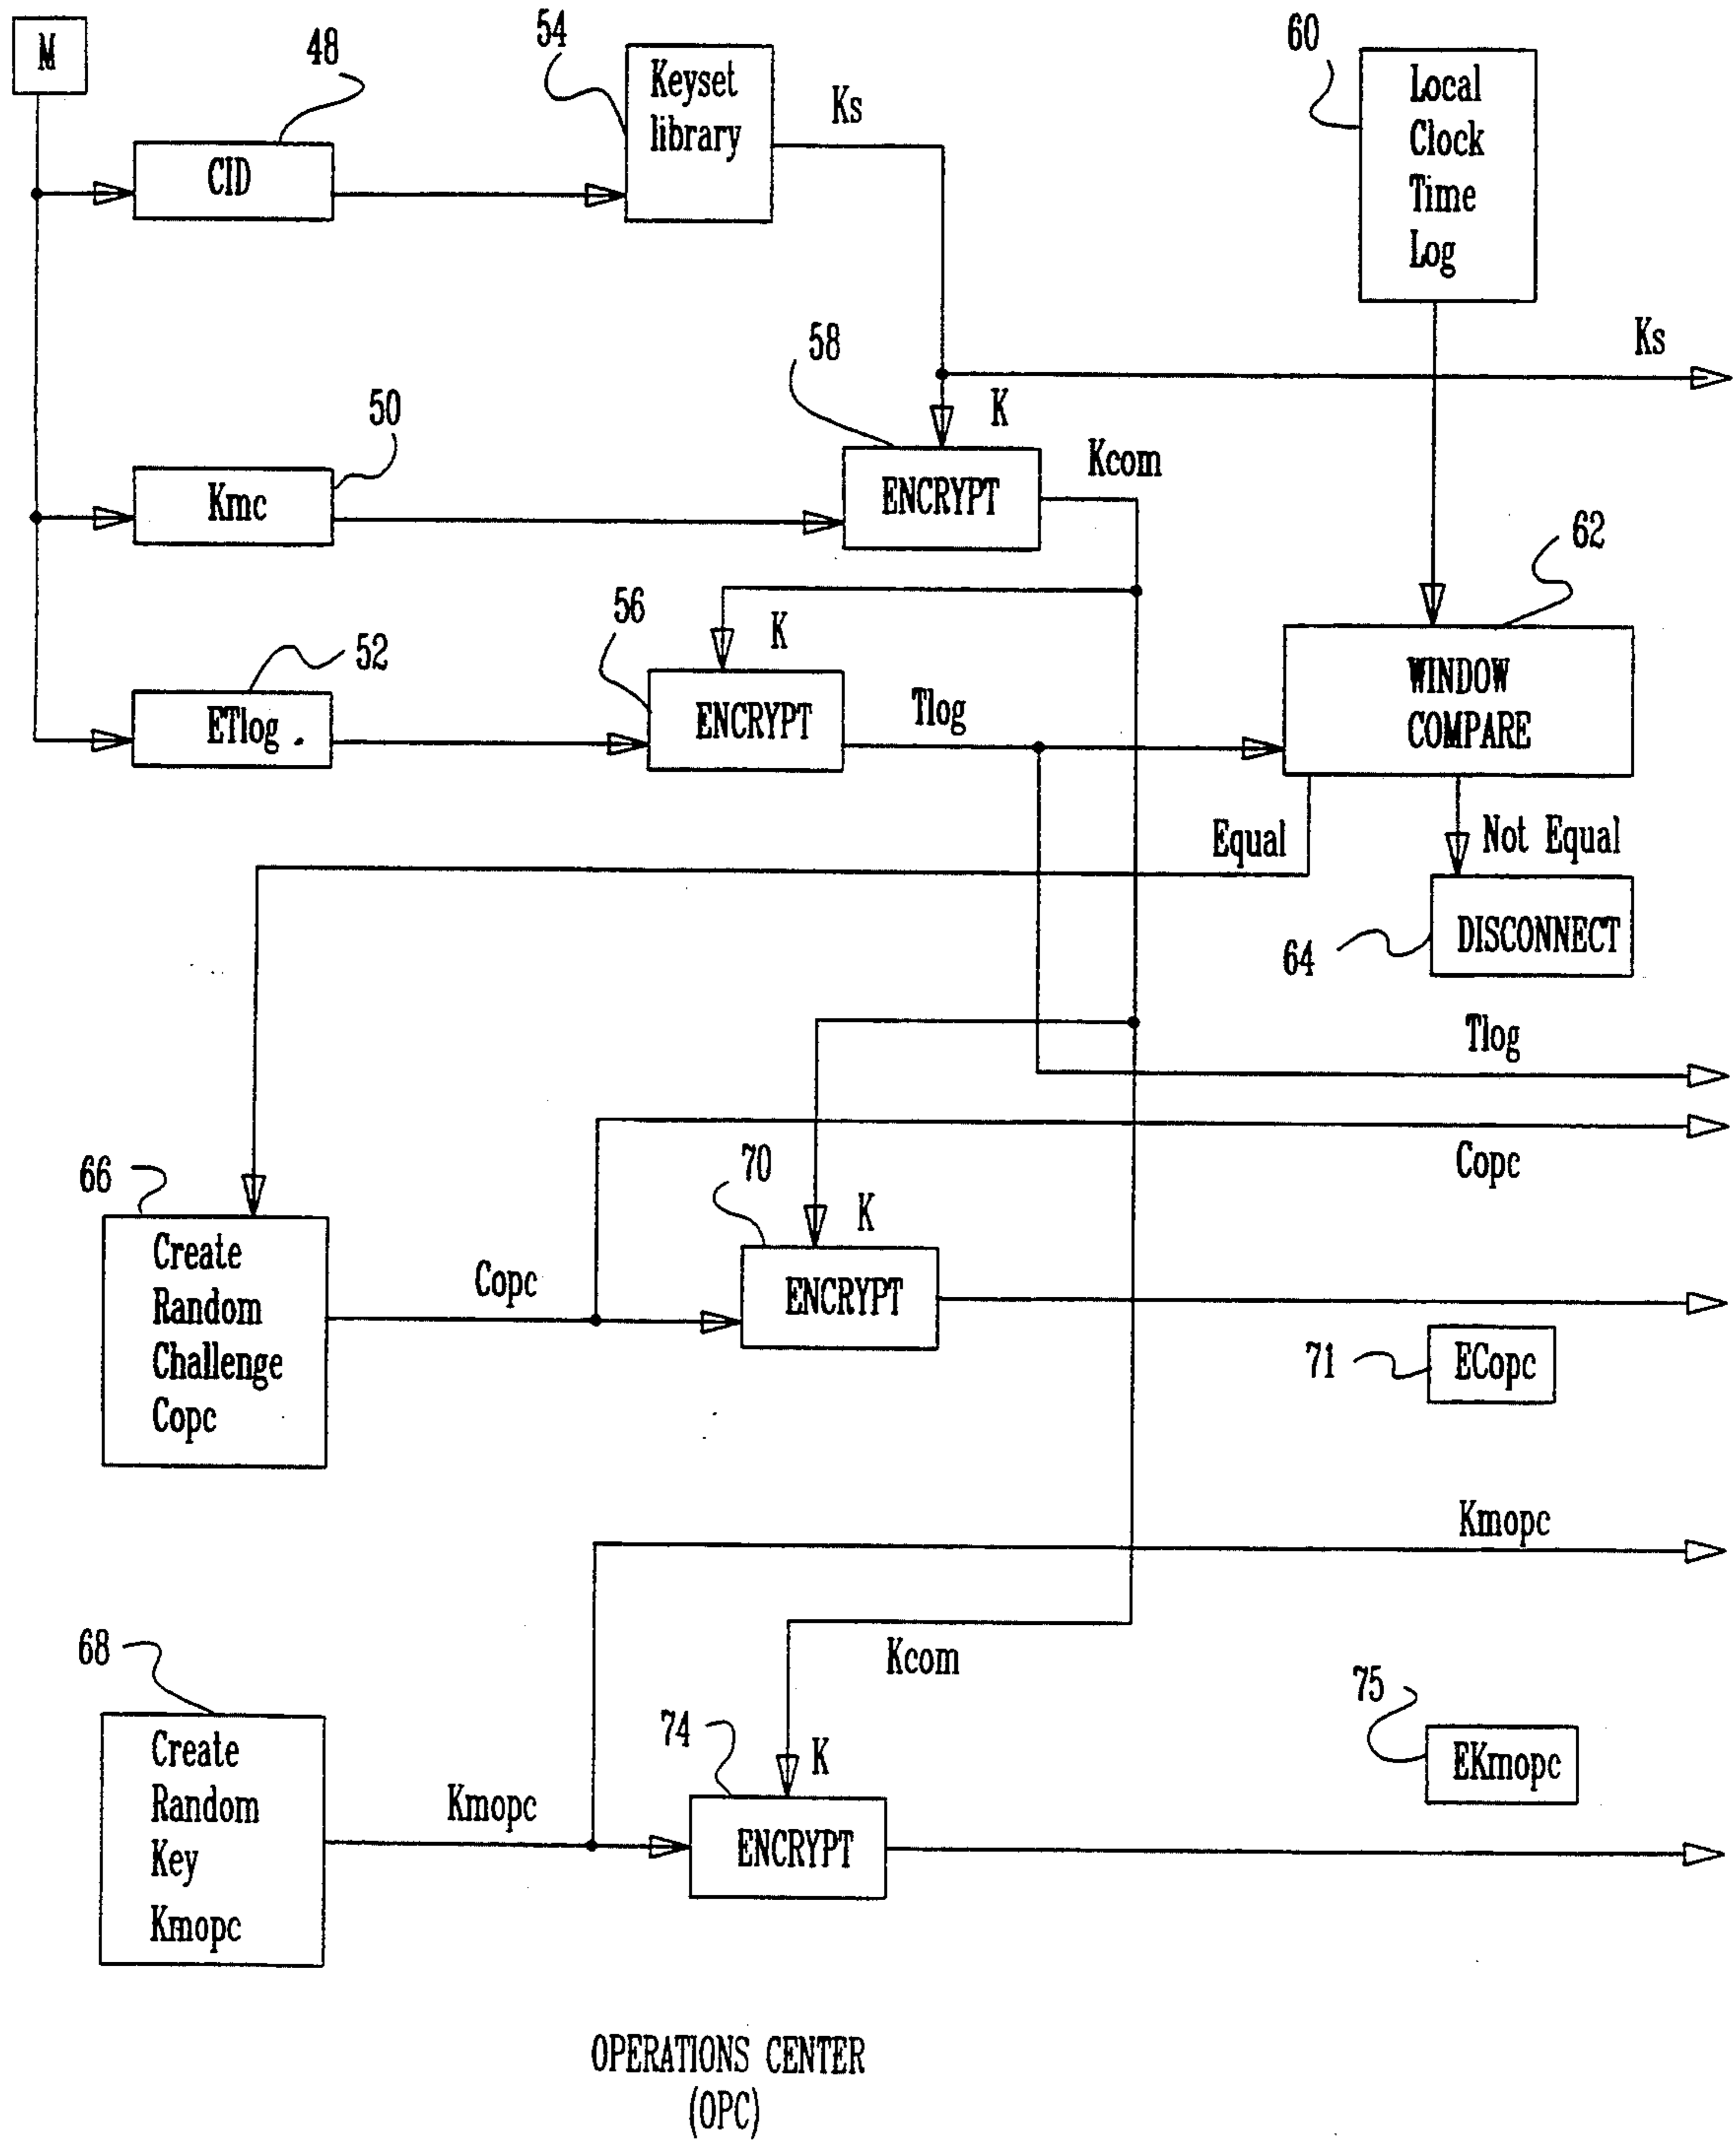 M
48
54
60
CID
Keyset
library
Ks
Local
Clock
Time
Log
Ks
58
K
50
Kmc
ENCRYPT
Kcom
62
56
K
52
ETlog
ENCRYPT
Tlog
WINDOW
COMPARE
Equal
Not Equal
64
DISCONNECT
Tlog
Copc
66
70
K
Create
Random
Challenge
Copc
Copc
ENCRYPT
71
ECopc
Kmopc
68
Kcom
75
74
K
EKmopc
Create
Random
Key
Kmopc
Kmopc
ENCRYPT
OPERATIONS CENTER
(OPC)